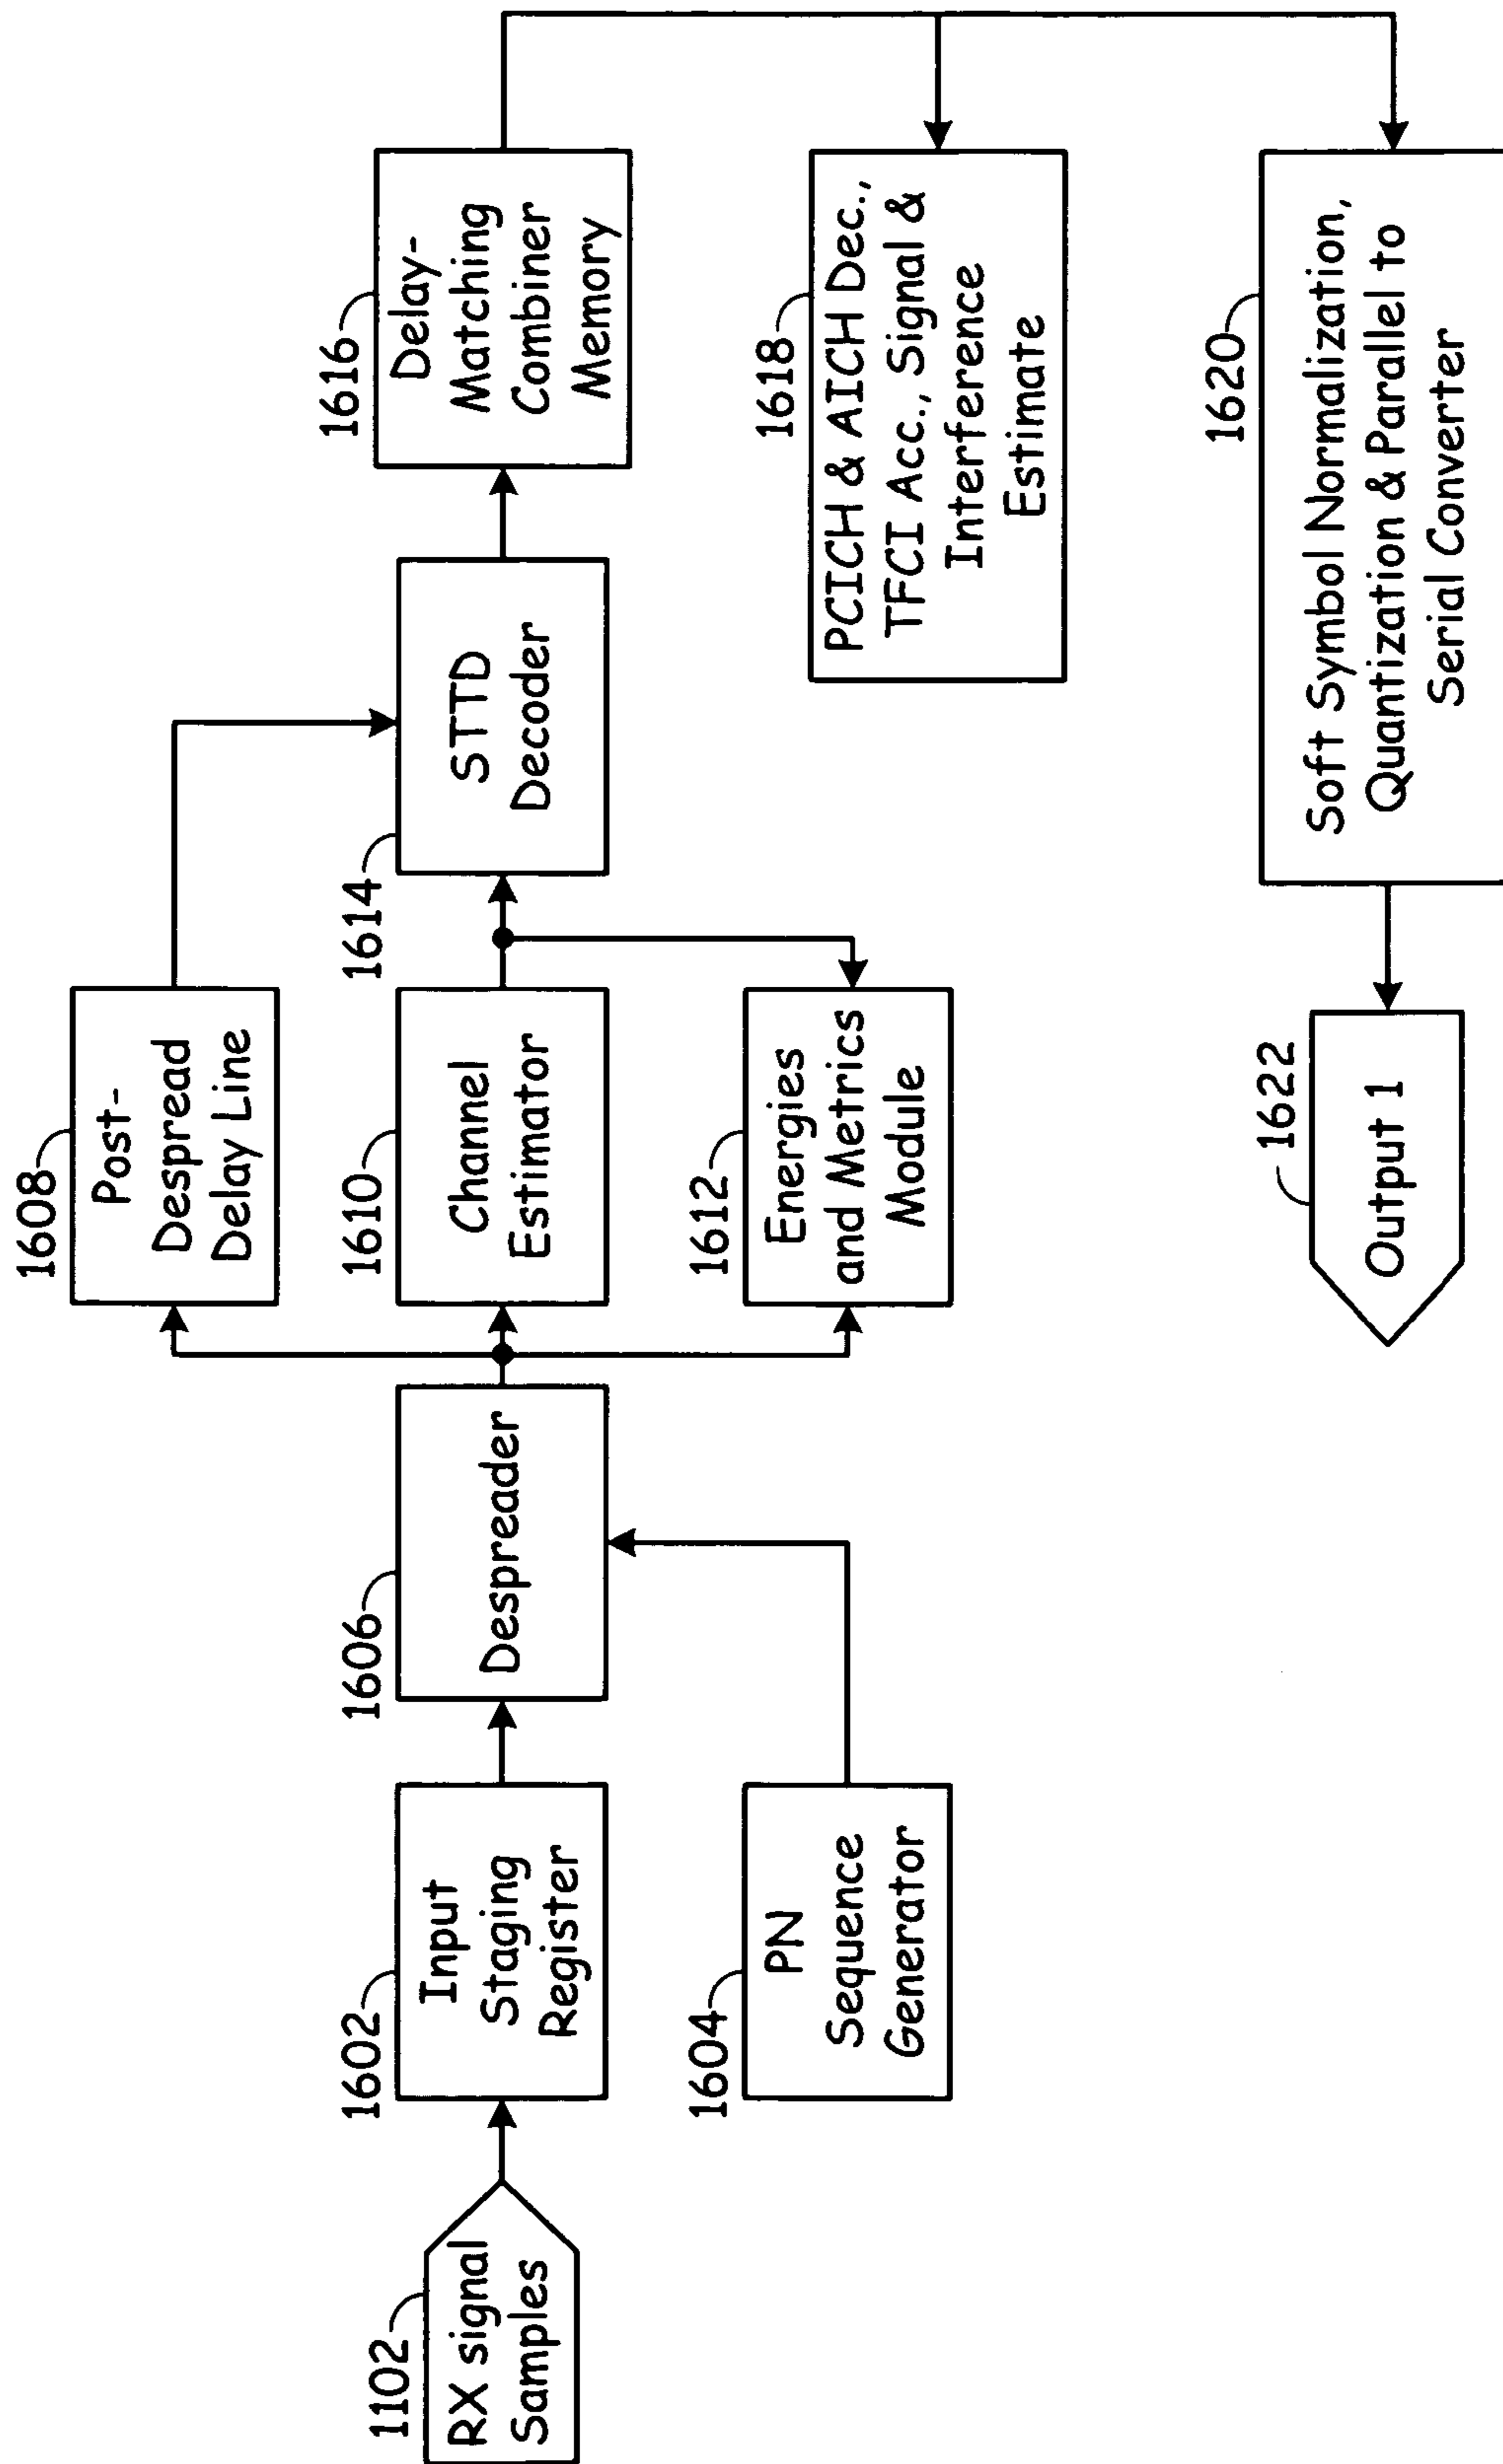 1102
RX signal
Samples
1602
Input
Staging
Register
1604
PN
Sequence
Generator
1606
Despreader
1608
Post-
Despread
Delay Line
1610
Channel
Estimator
1612
Energies
and Metrics
Module
1614
STTD
Decoder
1616
Delay-
Matching
Combiner
Memory
1618
PCICH & AICH Dec.,
TFCI Acc., Signal &
Interference
Estimate
1620
Soft Symbol Normalization,
Quantization & Parallel to
Serial Converter
1622
Output 1